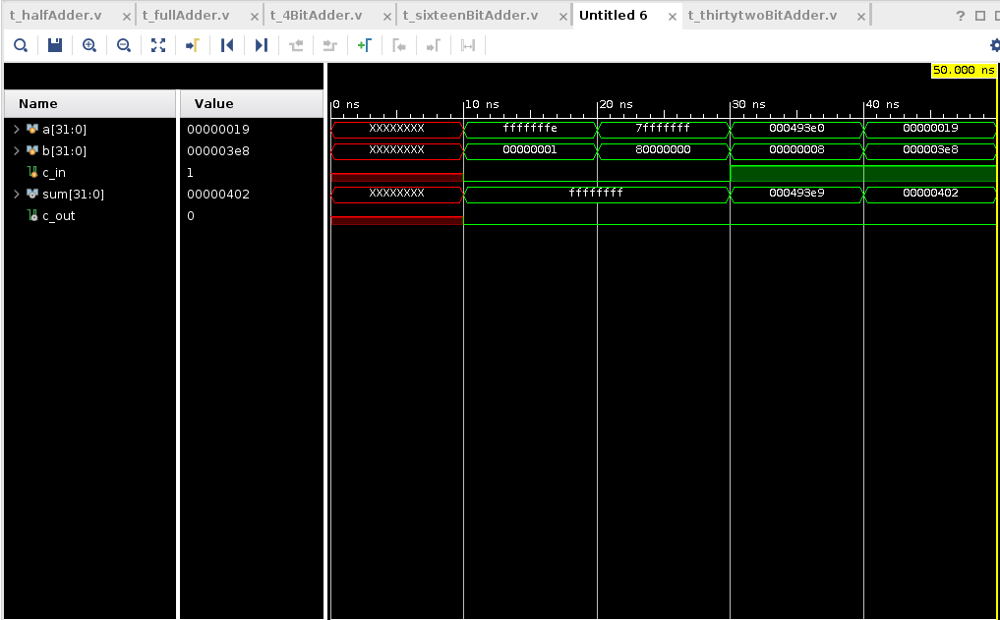 t_halfAdder.v × t_fullAdder.v × t_4BitAdder.v × t_sixteenBitAdder.v × Untitled 6 × t_thirtytwoBitAdder.v × ?
50.000 ns
Name Value 0 ns 10 ns 20 ns 30 ns 40 ns
a[31:0] 00000019 XXXXXXXX fffffffe 7fffffff 000493e0 00000019
b[31:0] 000003e8 XXXXXXXX 00000001 80000000 00000008 000003e8
c_in 1
sum[31:0] 00000402 XXXXXXXX ffffffff 000493e9 00000402
c_out 0